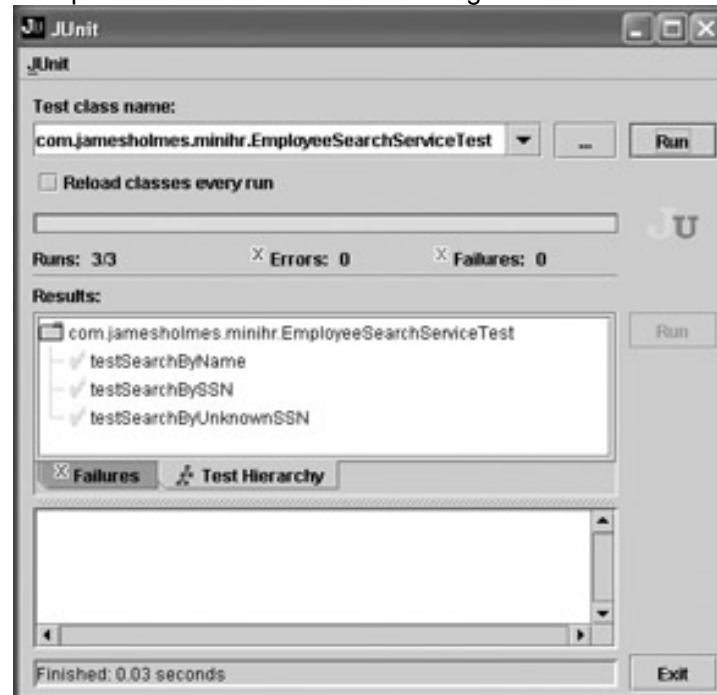 JU JUnit
JUnit
Test class name:
com.jamesholmes.minihr.EmployeeSearchServiceTest ... Run
Reload classes every run
JU
Runs: 3/3 X Errors: 0 X Failures: 0
Results:
com.jamesholmes.minihr.EmployeeSearchServiceTest Run
testSearchByName
testSearchBySSN
testSearchByUnknownSSN
X Failures Test Hierarchy
Finished: 0.03 seconds Exit